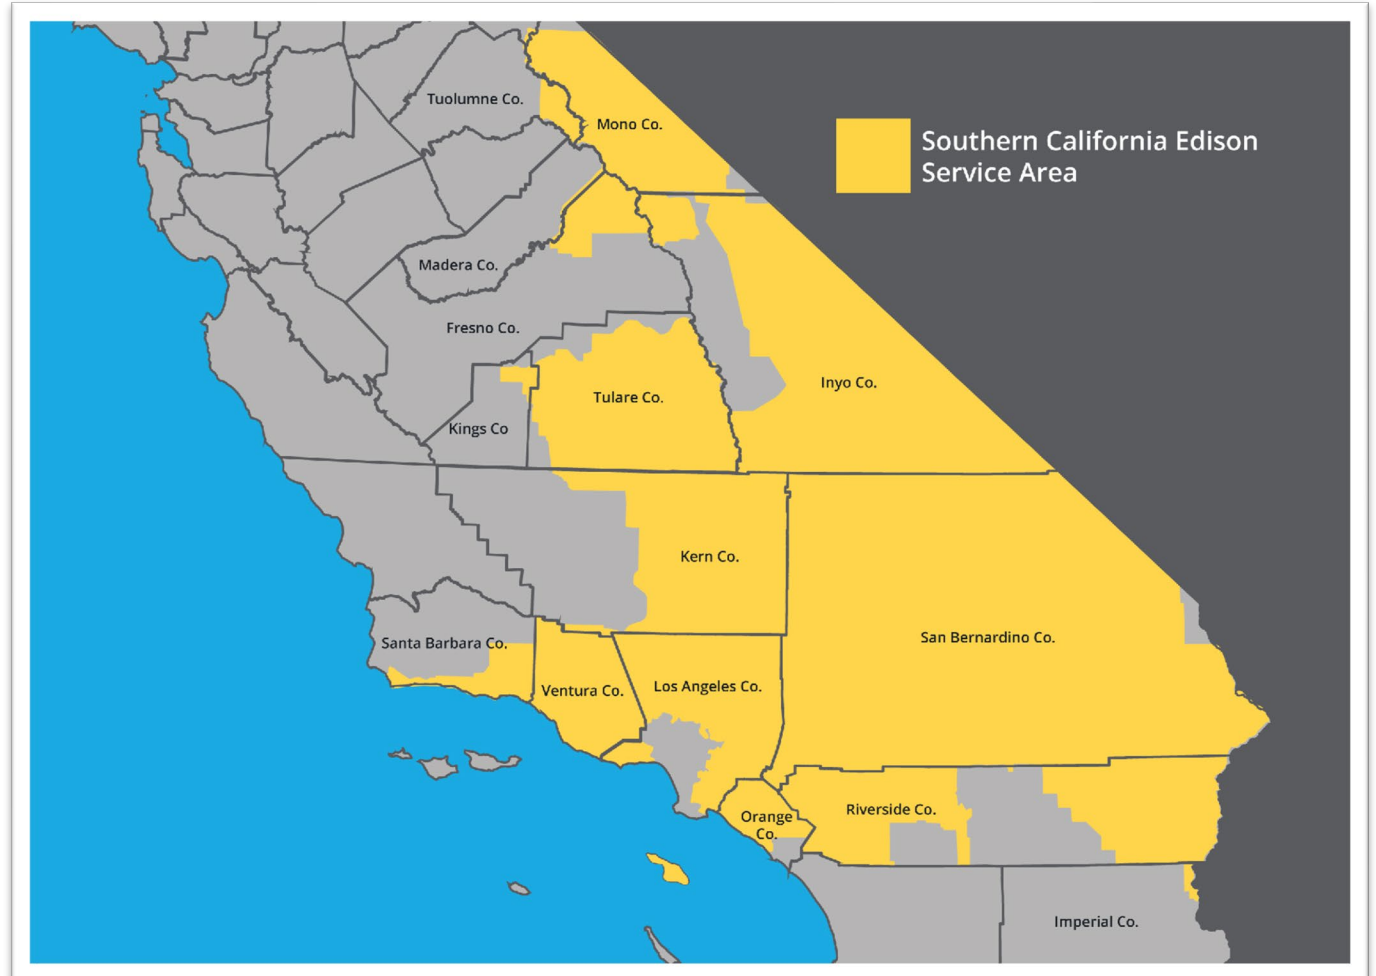 Tuolumne Co.
Mono Co.
Southern California Edison
Service Area
Madera Co.
Fresno Co.
Inyo Co.
Tulare Co.
Kings Co
Kern Co.
San Bernardino Co.
Santa Barbara Co.
Ventura Co.
Los Angeles Co.
Riverside Co.
Orange
Co.
Imperial Co.